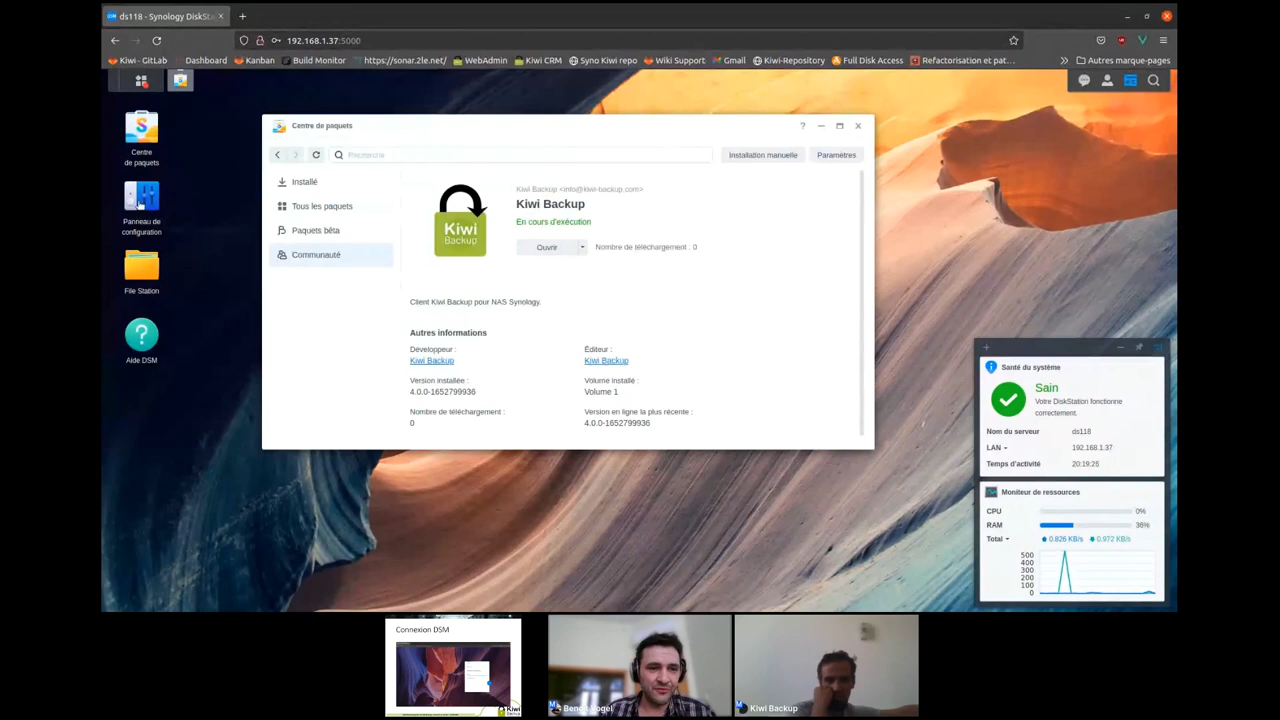 ds118 - Synology DiskSta
192.168.1.37:5000
Kiwi - GitLab
Dashboard
Kanban
Build Monitor
https://sonar.2le.net/
WebAdmin
Kiwi CRM
Syno Kiwi repo
Wiki Support
Gmail
Kiwi-Repository
Full Disk Access
Refactorisation et pat…
Autres marque-pages
Centre
de paquets
Panneau de
configuration
File Station
Aide DSM
Centre de paquets
Recherche
Installation manuelle
Paramètres
Installé
Tous les paquets
Paquets bêta
Communauté
Kiwi
Backup
Kiwi Backup <info@kiwi-backup.com>
Kiwi Backup
En cours d'exécution
Ouvrir
Nombre de téléchargement : 0
Client Kiwi Backup pour NAS Synology.
Autres informations
Développeur :
Kiwi Backup
Éditeur :
Kiwi Backup
Version installée :
4.0.0-1652799936
Volume installé :
Volume 1
Nombre de téléchargement :
0
Version en ligne la plus récente :
4.0.0-1652799936
Santé du système
Sain
Votre DiskStation fonctionne
correctement.
Nom du serveur ds118
LAN 192.168.1.37
Temps d'activité 20:19:25
Moniteur de ressources
CPU 0%
RAM 36%
Total 0.826 KB/s 0.972 KB/s
500
400
300
200
100
0
Connexion DSM
Kiwi
Backup
Benoit Vogel
Kiwi Backup